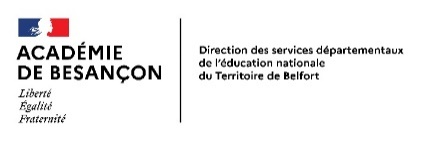 ACADÉMIE
DE BESANÇON
Liberté
Égalité
Fraternité
Direction des services départementaux
de l'éducation nationale
du Territoire de Belfort